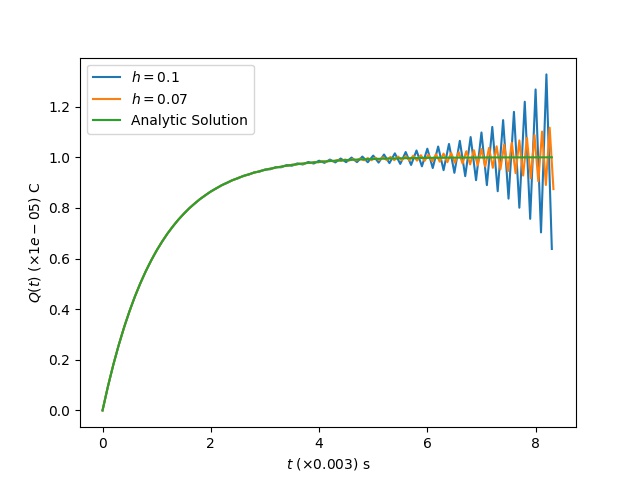 h = 0.1
h = 0.07
Analytic Solution
1.2
1.0
0.8
0.6
0.4
0.2
0.0
Q(t) (×1e − 05) C
0 2 4 6 8
t (×0.003) s